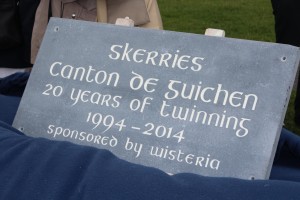 Skerries
Canton de Guichen
20 years of twinning
1994-2014
sponsored by wisteria